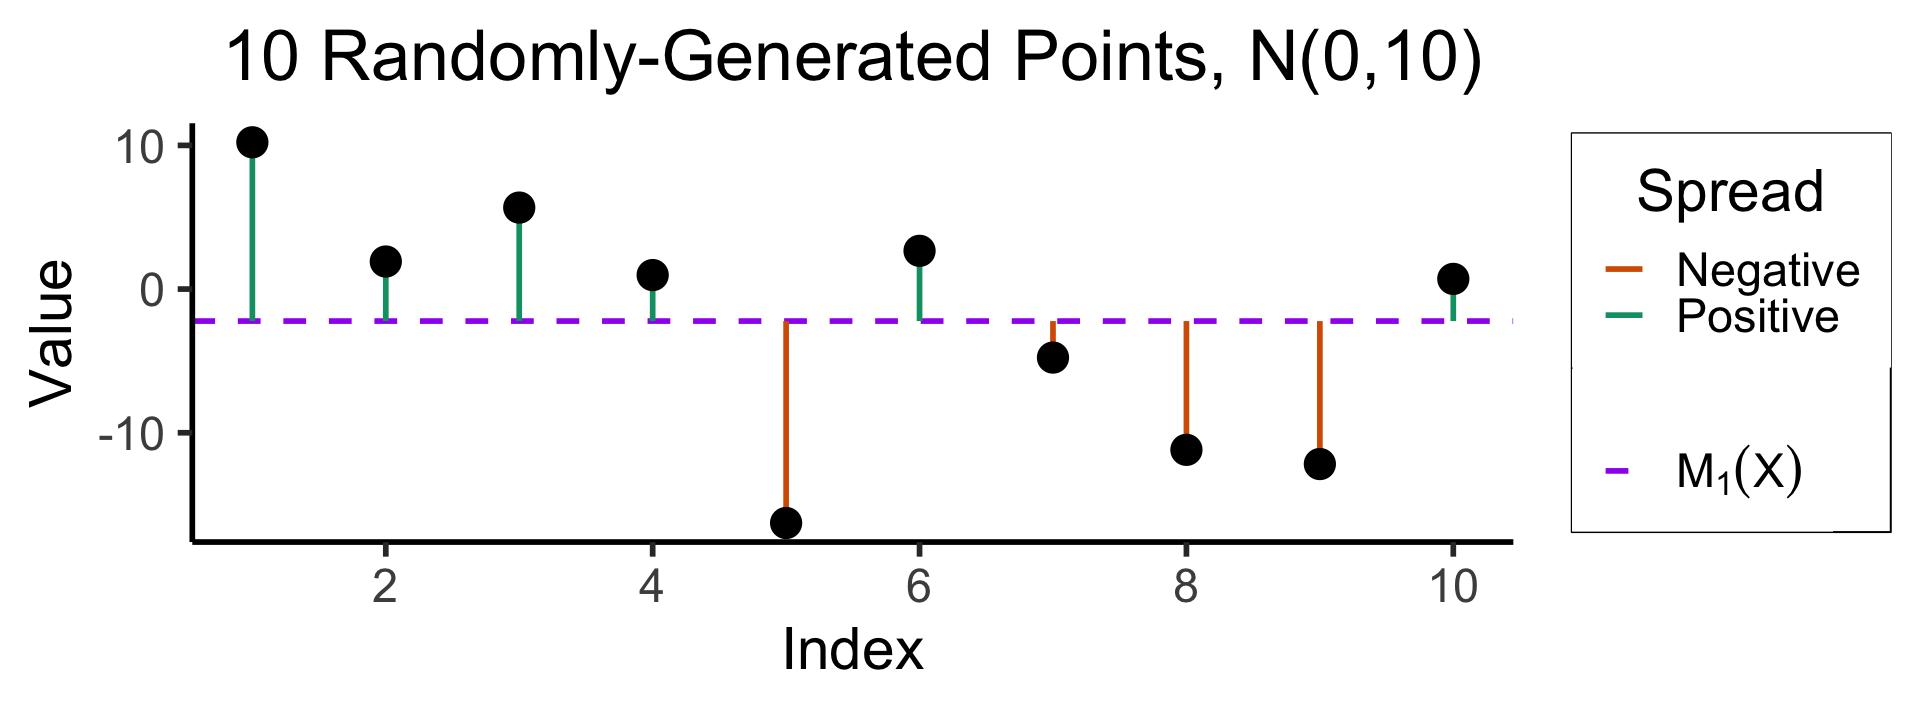 10 Randomly-Generated Points, N(0,10)
Value
10
0
-10
2 4 6 8 10
Index
Spread
Negative
Positive
M₁(X)